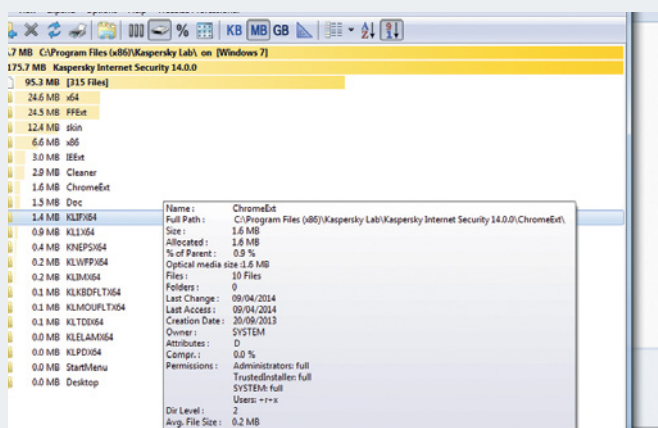 KB MB GB
.7 MB C:\Program Files (x86)\Kaspersky Lab\ on [Windows 7]
175.7 MB Kaspersky Internet Security 14.0.0
95.3 MB [315 Files]
24.6 MB x64
24.5 MB FFExt
12.4 MB skin
6.6 MB x86
3.0 MB IEExt
2.9 MB Cleaner
1.6 MB ChromeExt
1.5 MB Doc
1.4 MB KLIFX64
0.9 MB KL1X64
0.4 MB KNEPSX64
0.2 MB KLWFPX64
0.2 MB KLIMX64
0.1 MB KLKBDFLTX64
0.1 MB KLMOUFLTX64
0.1 MB KLTDIX64
0.0 MB KLELAMX64
0.0 MB KLPDX64
0.0 MB StartMenu
0.0 MB Desktop
Name : ChromeExt
Full Path : C:\Program Files (x86)\Kaspersky Lab\Kaspersky Internet Security 14.0.0\ChromeExt\
Size : 1.6 MB
Allocated : 1.6 MB
% of Parent : 0.9 %
Optical media size :1.6 MB
Files : 10 Files
Folders : 0
Last Change : 09/04/2014
Last Access : 09/04/2014
Creation Date : 20/09/2013
Owner : SYSTEM
Attributes : D
Compr. : 0.0 %
Permissions : Administrators: full
TrustedInstaller: full
SYSTEM: full
Users: +r+x
Dir Level : 2
Avg. File Size : 0.2 MB